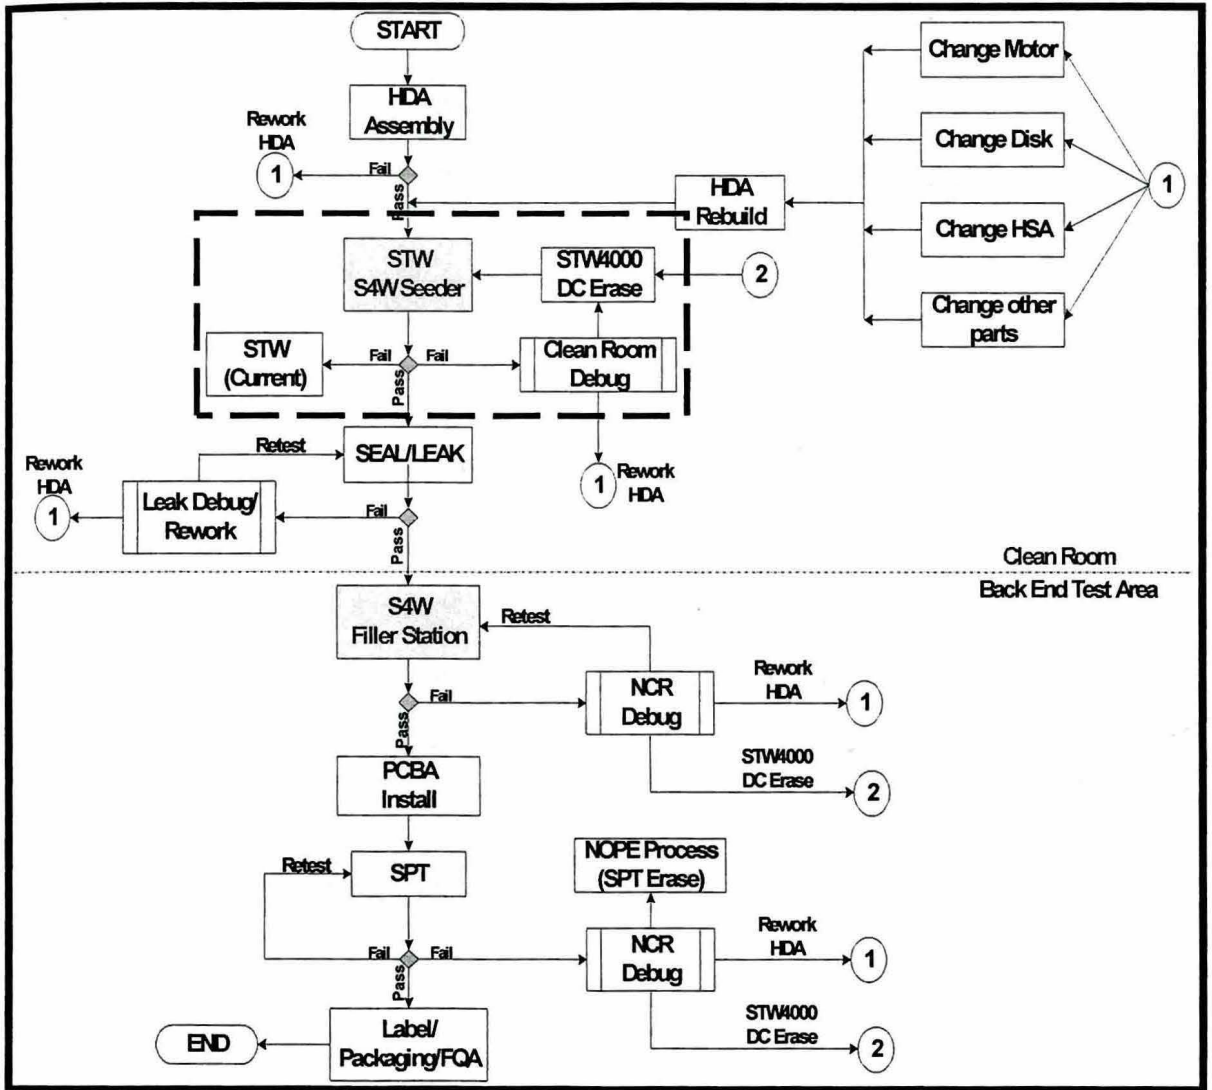 START
HDA
Assembly
Rework
HDA
1
Fail
Pass
HDA
Rebuild
Change Motor
Change Disk
Change HSA
Change other
parts
1
STW
S4W Seeder
STW4000
DC Erase
2
STW
(Current)
Fail
Fail
Pass
Clean Room
Debug
1
Rework
HDA
SEAL/LEAK
Retest
Rework
HDA
1
Leak Debug/
Rework
Fail
Pass
Clean Room
Back End Test Area
S4W
Filler Station
Retest
Fail
Pass
NCR
Debug
Rework
HDA
1
STW4000
DC Erase
2
PCBA
Install
SPT
Retest
NOPE Process
(SPT Erase)
Fail
Fail
Pass
NCR
Debug
Rework
HDA
1
STW4000
DC Erase
2
Label/
Packaging/FQA
END